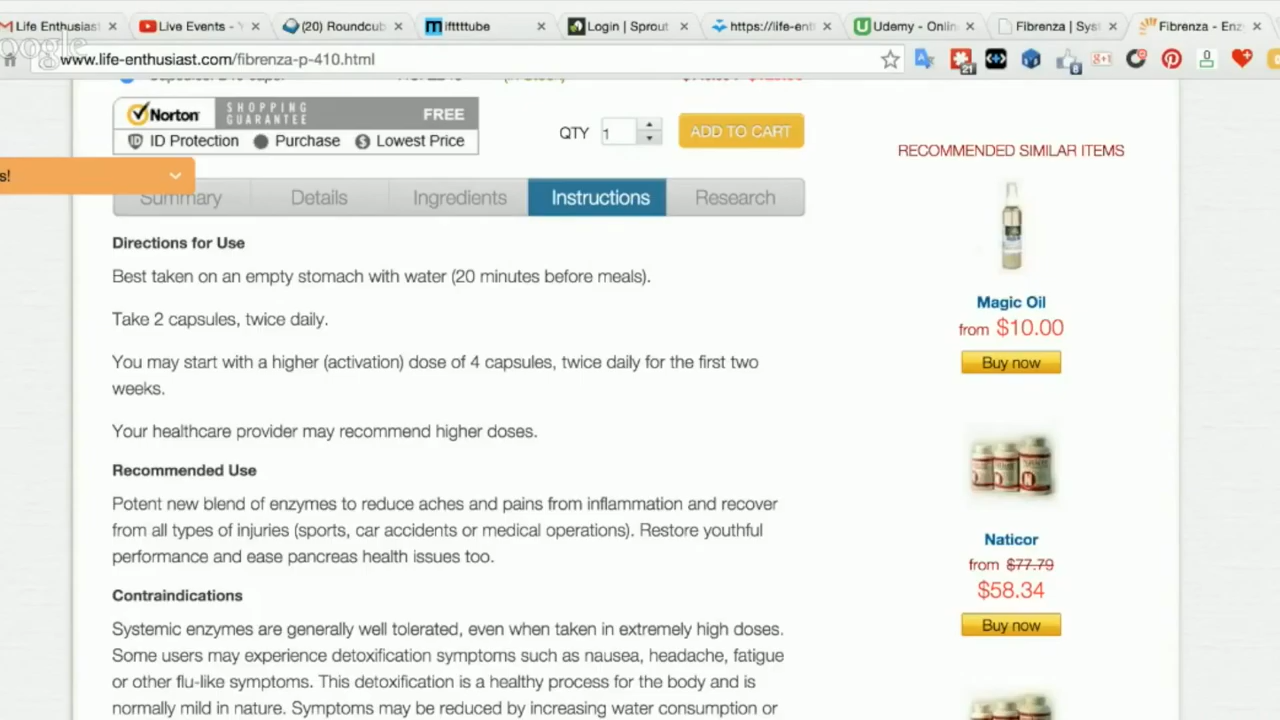 Life Enthusiast
Live Events -
(20) Roundcub
ifttttube
Login | Sprout
https://life-ent
Udemy - Onlin
Fibrenza | Sys
Fibrenza - Enz
Google
www.life-enthusiast.com/fibrenza-p-410.html
21
8
g+1
0
Norton
SHOPPING
GUARANTEE
FREE
ID Protection
Purchase
Lowest Price
QTY
1
ADD TO CART
RECOMMENDED SIMILAR ITEMS
s!
Summary
Details
Ingredients
Instructions
Research
Directions for Use
Best taken on an empty stomach with water (20 minutes before meals).
Take 2 capsules, twice daily.
You may start with a higher (activation) dose of 4 capsules, twice daily for the first two
weeks.
Your healthcare provider may recommend higher doses.
Recommended Use
Potent new blend of enzymes to reduce aches and pains from inflammation and recover
from all types of injuries (sports, car accidents or medical operations). Restore youthful
performance and ease pancreas health issues too.
Contraindications
Systemic enzymes are generally well tolerated, even when taken in extremely high doses.
Some users may experience detoxification symptoms such as nausea, headache, fatigue
or other flu-like symptoms. This detoxification is a healthy process for the body and is
normally mild in nature. Symptoms may be reduced by increasing water consumption or
Magic Oil
from $10.00
Buy now
Naticor
from $77.79
$58.34
Buy now